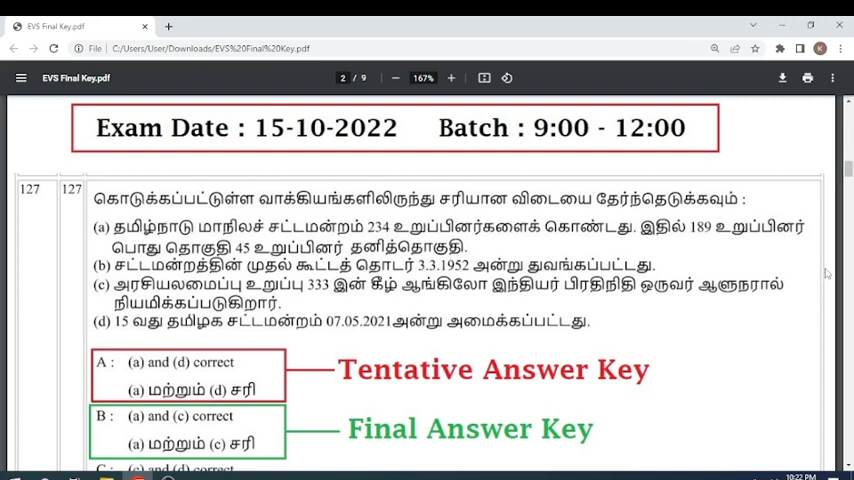 EVS Final Key.pdf
File C:/Users/User/Downloads/EVS%20Final%20Key.pdf
K
EVS Final Key.pdf 2 / 9 167%
Exam Date : 15-10-2022 Batch : 9:00 - 12:00
127 127 கொடுக்கப்பட்டுள்ள வாக்கியங்களிலிருந்து சரியான விடையை தேர்ந்தெடுக்கவும் :
(a) தமிழ்நாடு மாநிலச் சட்டமன்றம் 234 உறுப்பினர்களைக் கொண்டது. இதில் 189 உறுப்பினர்
பொது தொகுதி 45 உறுப்பினர் தனித்தொகுதி.
(b) சட்டமன்றத்தின் முதல் கூட்டத் தொடர் 3.3.1952 அன்று துவங்கப்பட்டது.
(c) அரசியலமைப்பு உறுப்பு 333 இன் கீழ் ஆங்கிலோ இந்தியர் பிரதிநிதி ஒருவர் ஆளுநரால்
நியமிக்கப்படுகிறார்.
(d) 15 வது தமிழக சட்டமன்றம் 07.05.2021அன்று அமைக்கப்பட்டது.
A : (a) and (d) correct
(a) மற்றும் (d) சரி
Tentative Answer Key
B : (a) and (c) correct
(a) மற்றும் (c) சரி
Final Answer Key
C : (c) and (d) correct
10:22 PM